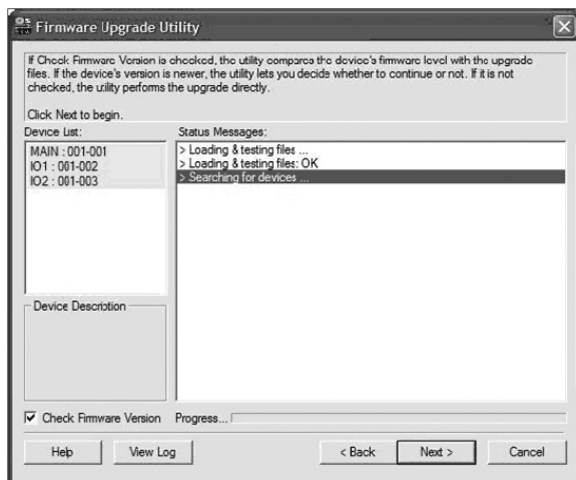 Firmware Upgrade Utility
If Check Firmware Version is checked, the utility compares the device's firmware level with the upgrade
files. If the device's version is newer, the utility lets you decide whether to continue or not. If it is not
checked, the utility performs the upgrade directly.
Click Next to begin.
Device List:
Status Messages:
MAIN : 001-001
IO1 : 001-002
IO2 : 001-003
> Loading & testing files ...
> Loading & testing files: OK
> Searching for devices ...
Device Description
Check Firmware Version
Progress...
Help
View Log
< Back
Next >
Cancel